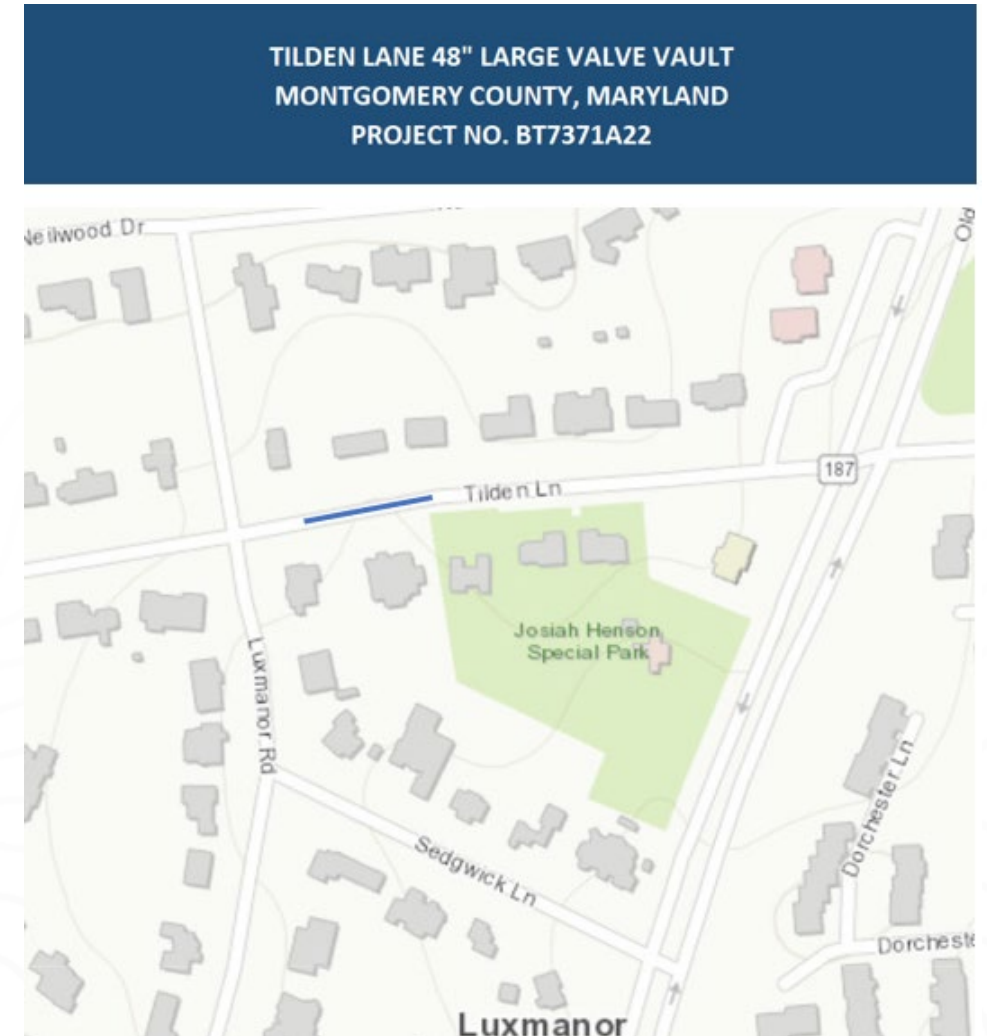 TILDEN LANE 48" LARGE VALVE VAULT
MONTGOMERY COUNTY, MARYLAND
PROJECT NO. BT7371A22
Neilwood Dr
Old
187
Tilden Ln
Josiah Henson
Special Park
Luxmanor Rd
Dorchester Ln
Sedgwick Ln
Dorcheste
Luxmanor